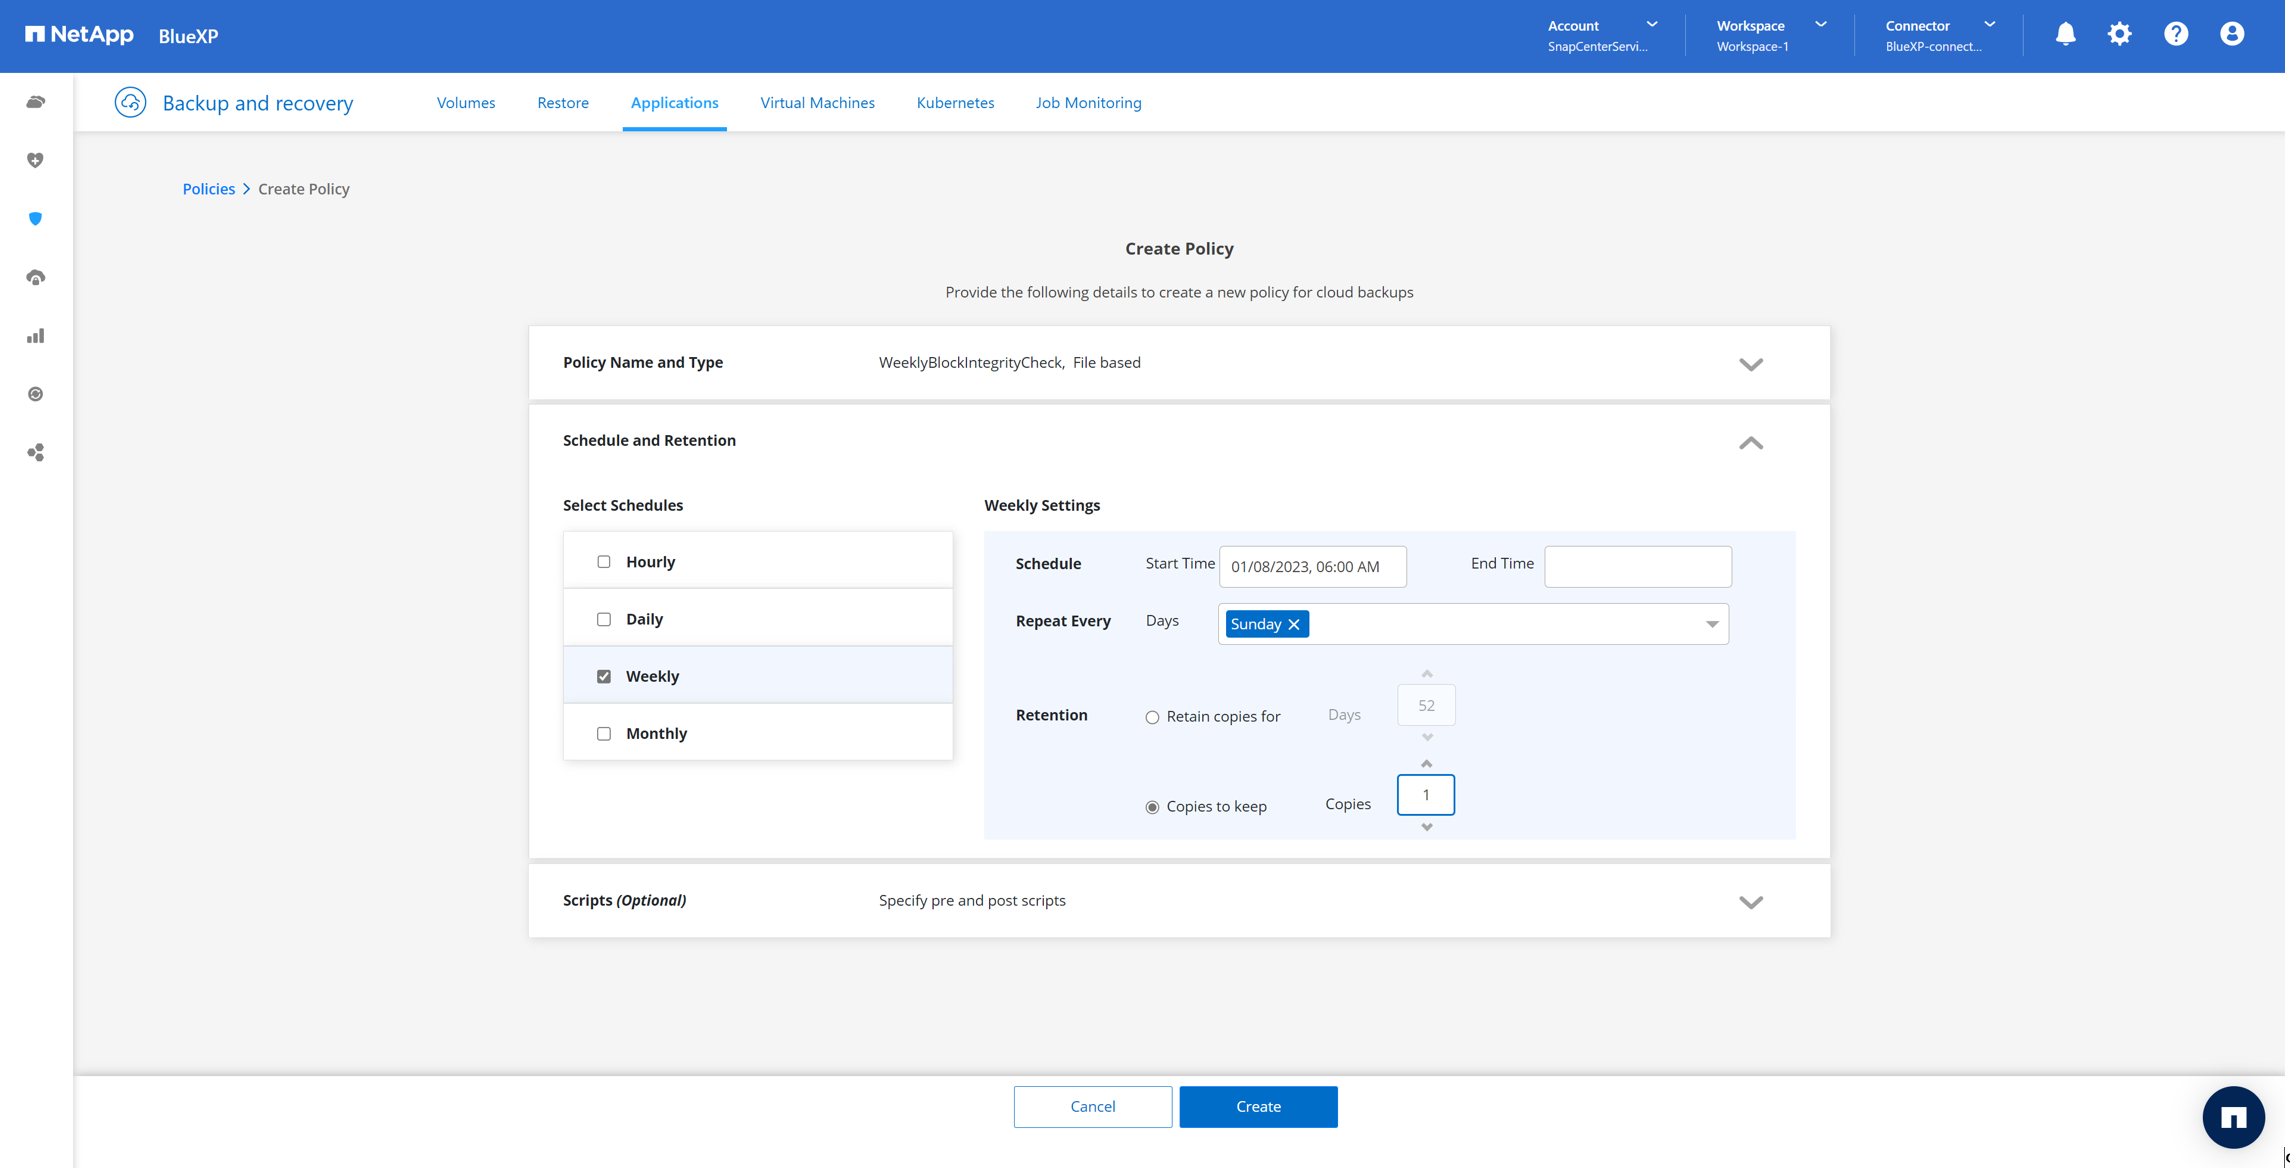 NetApp BlueXP
Account
SnapCenterServi...
Workspace
Workspace-1
Connector
BlueXP-connect...
Backup and recovery
Volumes
Restore
Applications
Virtual Machines
Kubernetes
Job Monitoring
Policies > Create Policy
Create Policy
Provide the following details to create a new policy for cloud backups
Policy Name and Type
WeeklyBlockIntegrityCheck, File based
Schedule and Retention
Select Schedules
Hourly
Daily
Weekly
Monthly
Weekly Settings
Schedule Start Time 01/08/2023, 06:00 AM End Time
Repeat Every Days Sunday
Retention Retain copies for Days 52
Copies to keep Copies 1
Scripts (Optional)
Specify pre and post scripts
Cancel
Create